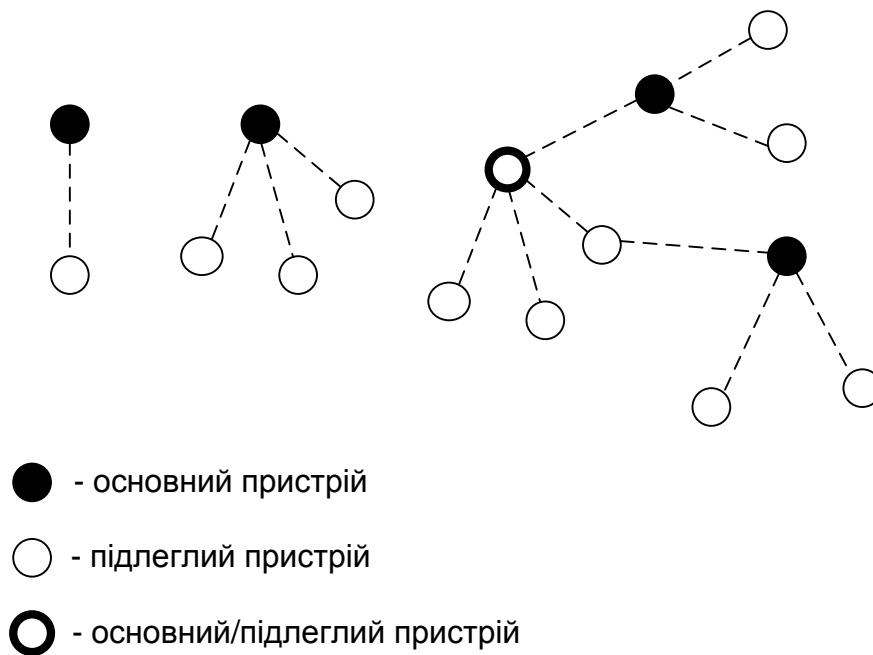 - основний пристрій
- підлеглий пристрій
- основний/підлеглий пристрій